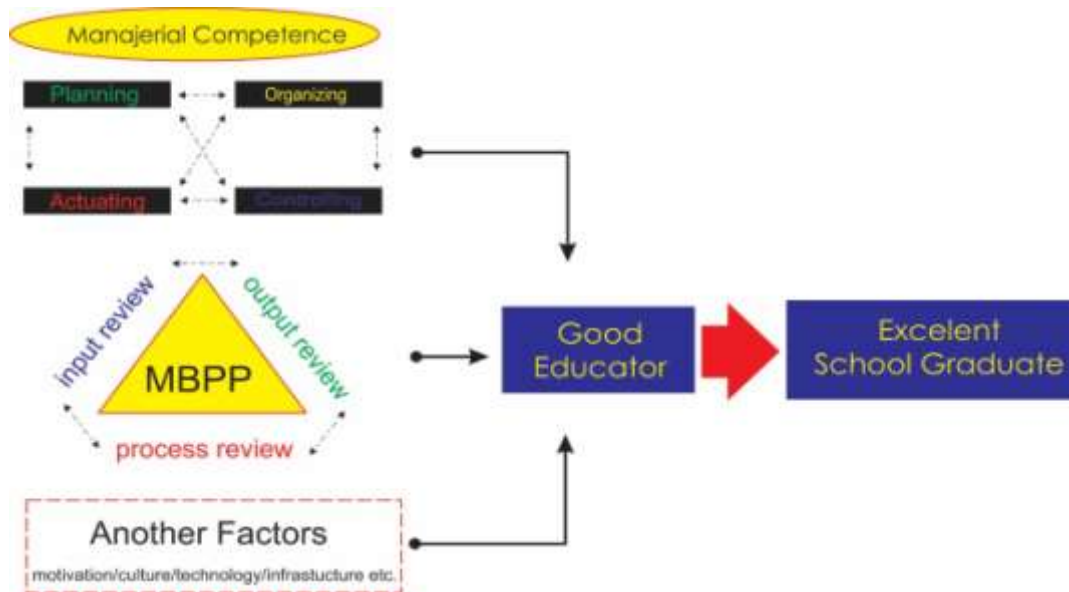 Manajerial Competence
Planning
Organizing
Actuating
Controlling
input review
output review
MBPP
process review
Another Factors
motivation/culture/technology/infrastucture etc.
Good
Educator
Excelent
School Graduate